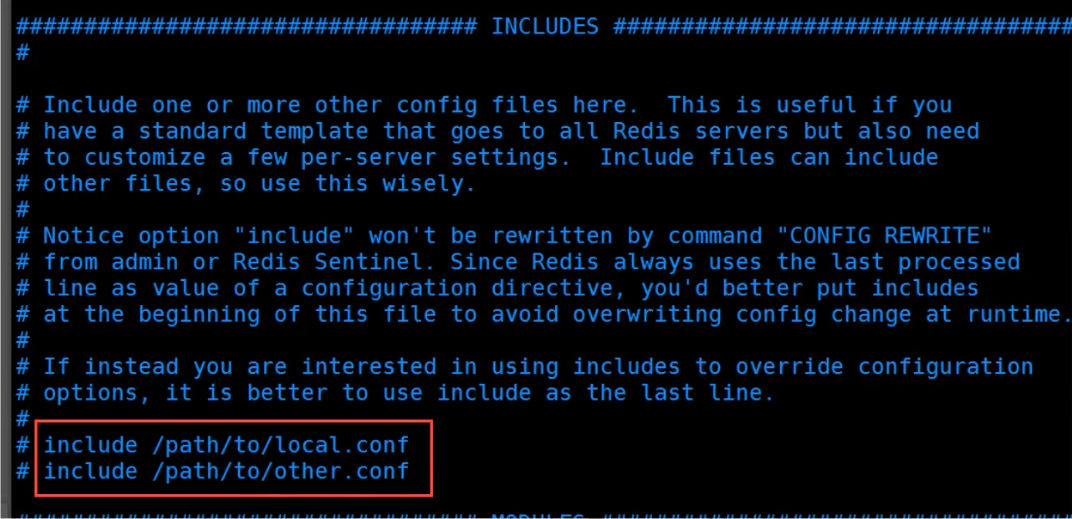 ################################## INCLUDES ##################################
#
# Include one or more other config files here.  This is useful if you
# have a standard template that goes to all Redis servers but also need
# to customize a few per-server settings.  Include files can include
# other files, so use this wisely.
#
# Notice option "include" won't be rewritten by command "CONFIG REWRITE"
# from admin or Redis Sentinel. Since Redis always uses the last processed
# line as value of a configuration directive, you'd better put includes
# at the beginning of this file to avoid overwriting config change at runtime.
#
# If instead you are interested in using includes to override configuration
# options, it is better to use include as the last line.
#
# include /path/to/local.conf
# include /path/to/other.conf
################################## MODULES ##################################